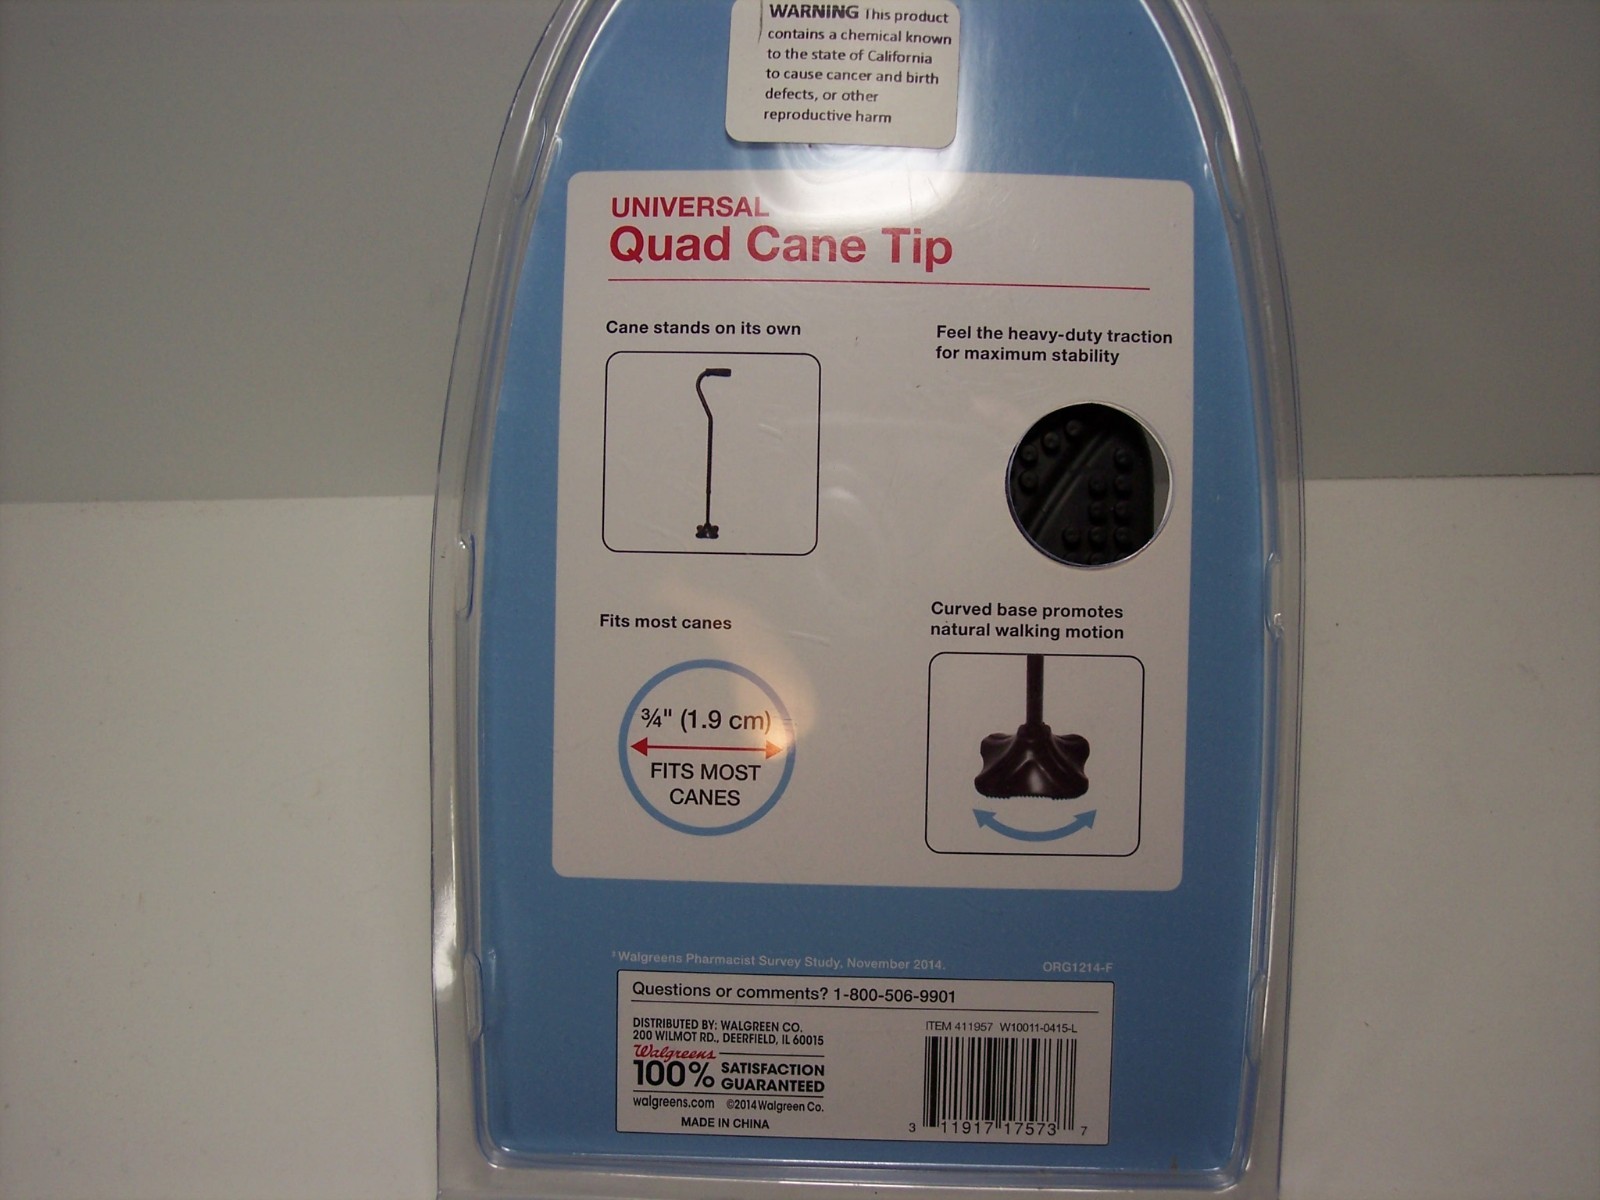 WARNING This product
contains a chemical known
to the state of California
to cause cancer and birth
defects, or other
reproductive harm
UNIVERSAL
Quad Cane Tip
Cane stands on its own
Feel the heavy-duty traction
for maximum stability
Fits most canes
¾" (1.9 cm)
FITS MOST
CANES
Curved base promotes
natural walking motion
Walgreens Pharmacist Survey Study, November 2014.
ORG1214-F
Questions or comments? 1-800-506-9901
DISTRIBUTED BY: WALGREEN CO.
200 WILMOT RD., DEERFIELD, IL 60015
Walgreens
100% SATISFACTION
GUARANTEED
walgreens.com ©2014 Walgreen Co.
MADE IN CHINA
ITEM 411957 W10011-0415-L
3 11917 17573 7